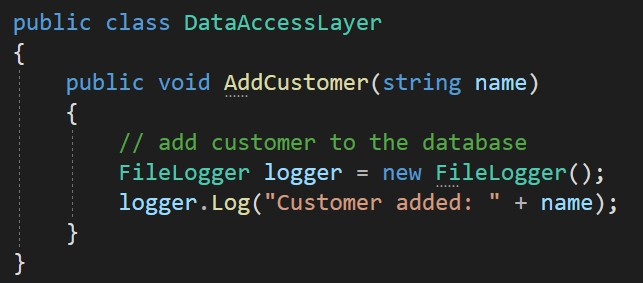 public class DataAccessLayer
{
public void AddCustomer(string name)
{
// add customer to the database
FileLogger logger = new FileLogger();
logger.Log("Customer added: " + name);
}
}